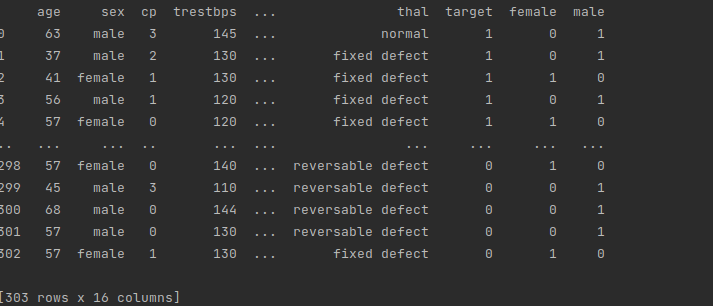 age sex cp trestbps ... thal target female male
0 63 male 3 145 ... normal 1 0 1
1 37 male 2 130 ... fixed defect 1 0 1
2 41 female 1 130 ... fixed defect 1 1 0
3 56 male 1 120 ... fixed defect 1 0 1
4 57 female 0 120 ... fixed defect 1 1 0
.. ... ... .. ... ... ... ... ... ...
298 57 female 0 140 ... reversable defect 0 1 0
299 45 male 3 110 ... reversable defect 0 0 1
300 68 male 0 144 ... reversable defect 0 0 1
301 57 male 0 130 ... reversable defect 0 0 1
302 57 female 1 130 ... fixed defect 0 1 0
[303 rows x 16 columns]